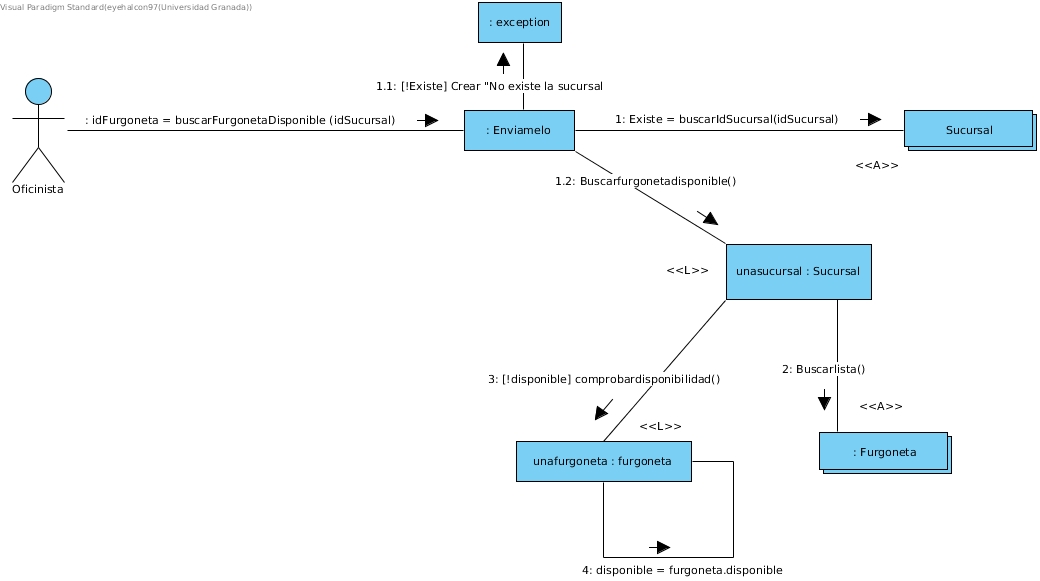 Visual Paradigm Standard(eyehalcon97(Universidad Granada))
: exception
1.1: [!Existe] Crear "No existe la sucursal
: idFurgoneta = buscarFurgonetaDisponible (idSucursal)
1: Existe = buscarIdSucursal(idSucursal)
: Enviamelo
Sucursal
<<A>>
1.2: Buscarfurgonetadisponible()
Oficinista
<<L>>
unasucursal : Sucursal
2: Buscarlista()
3: [!disponible] comprobardisponibilidad()
<<A>>
<<L>>
: Furgoneta
unafurgoneta : furgoneta
4: disponible = furgoneta.disponible